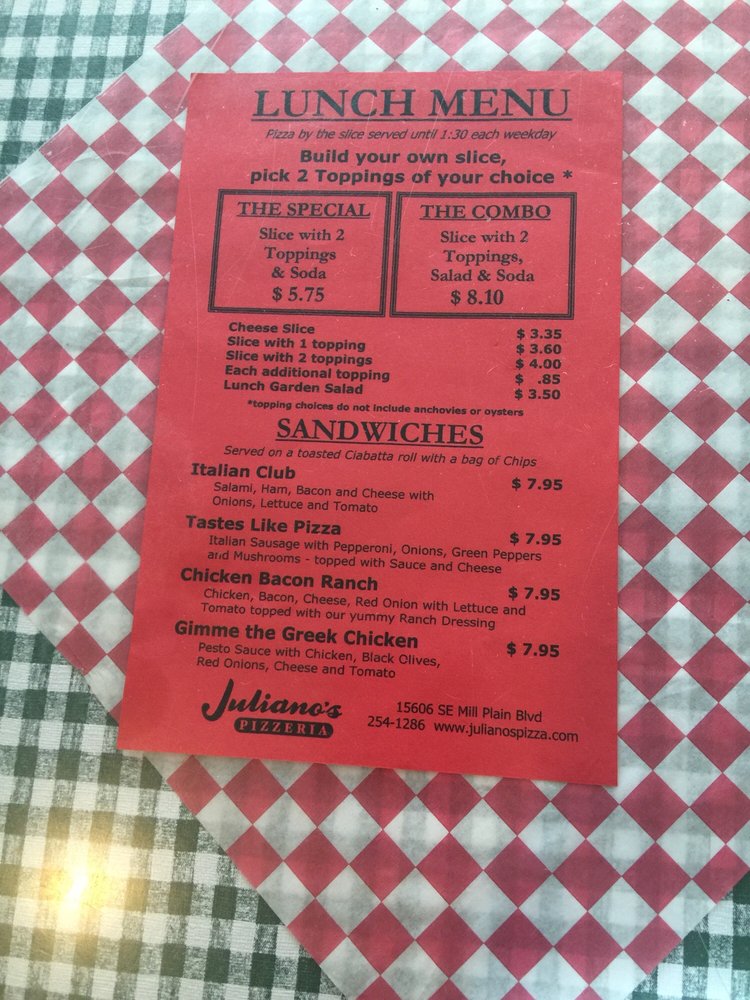 LUNCH MENU
Pizza by the slice served until 1:30 each weekday
Build your own slice,
pick 2 Toppings of your choice *
THE SPECIAL
Slice with 2
Toppings
& Soda
$ 5.75
THE COMBO
Slice with 2
Toppings,
Salad & Soda
$ 8.10
Cheese Slice $ 3.35
Slice with 1 topping $ 3.60
Slice with 2 toppings $ 4.00
Each additional topping $ .85
Lunch Garden Salad $ 3.50
*topping choices do not include anchovies or oysters
SANDWICHES
Served on a toasted Ciabatta roll with a bag of Chips
Italian Club $ 7.95
Salami, Ham, Bacon and Cheese with
Onions, Lettuce and Tomato
Tastes Like Pizza $ 7.95
Italian Sausage with Pepperoni, Onions, Green Peppers
and Mushrooms - topped with Sauce and Cheese
Chicken Bacon Ranch $ 7.95
Chicken, Bacon, Cheese, Red Onion with Lettuce and
Tomato topped with our yummy Ranch Dressing
Gimme the Greek Chicken $ 7.95
Pesto Sauce with Chicken, Black Olives,
Red Onions, Cheese and Tomato
Juliano's
PIZZERIA
15606 SE Mill Plain Blvd
254-1286 www.julianospizza.com